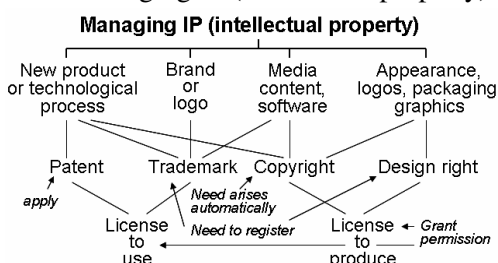 Managing IP (intellectual property)
New product
or technological
process
Brand
or
logo
Media
content,
software
Appearance,
logos, packaging
graphics
Patent
Trademark
Copyright
Design right
apply
Need arises
automatically
Need to register
License
to
use
License
to
produce
Grant
permission